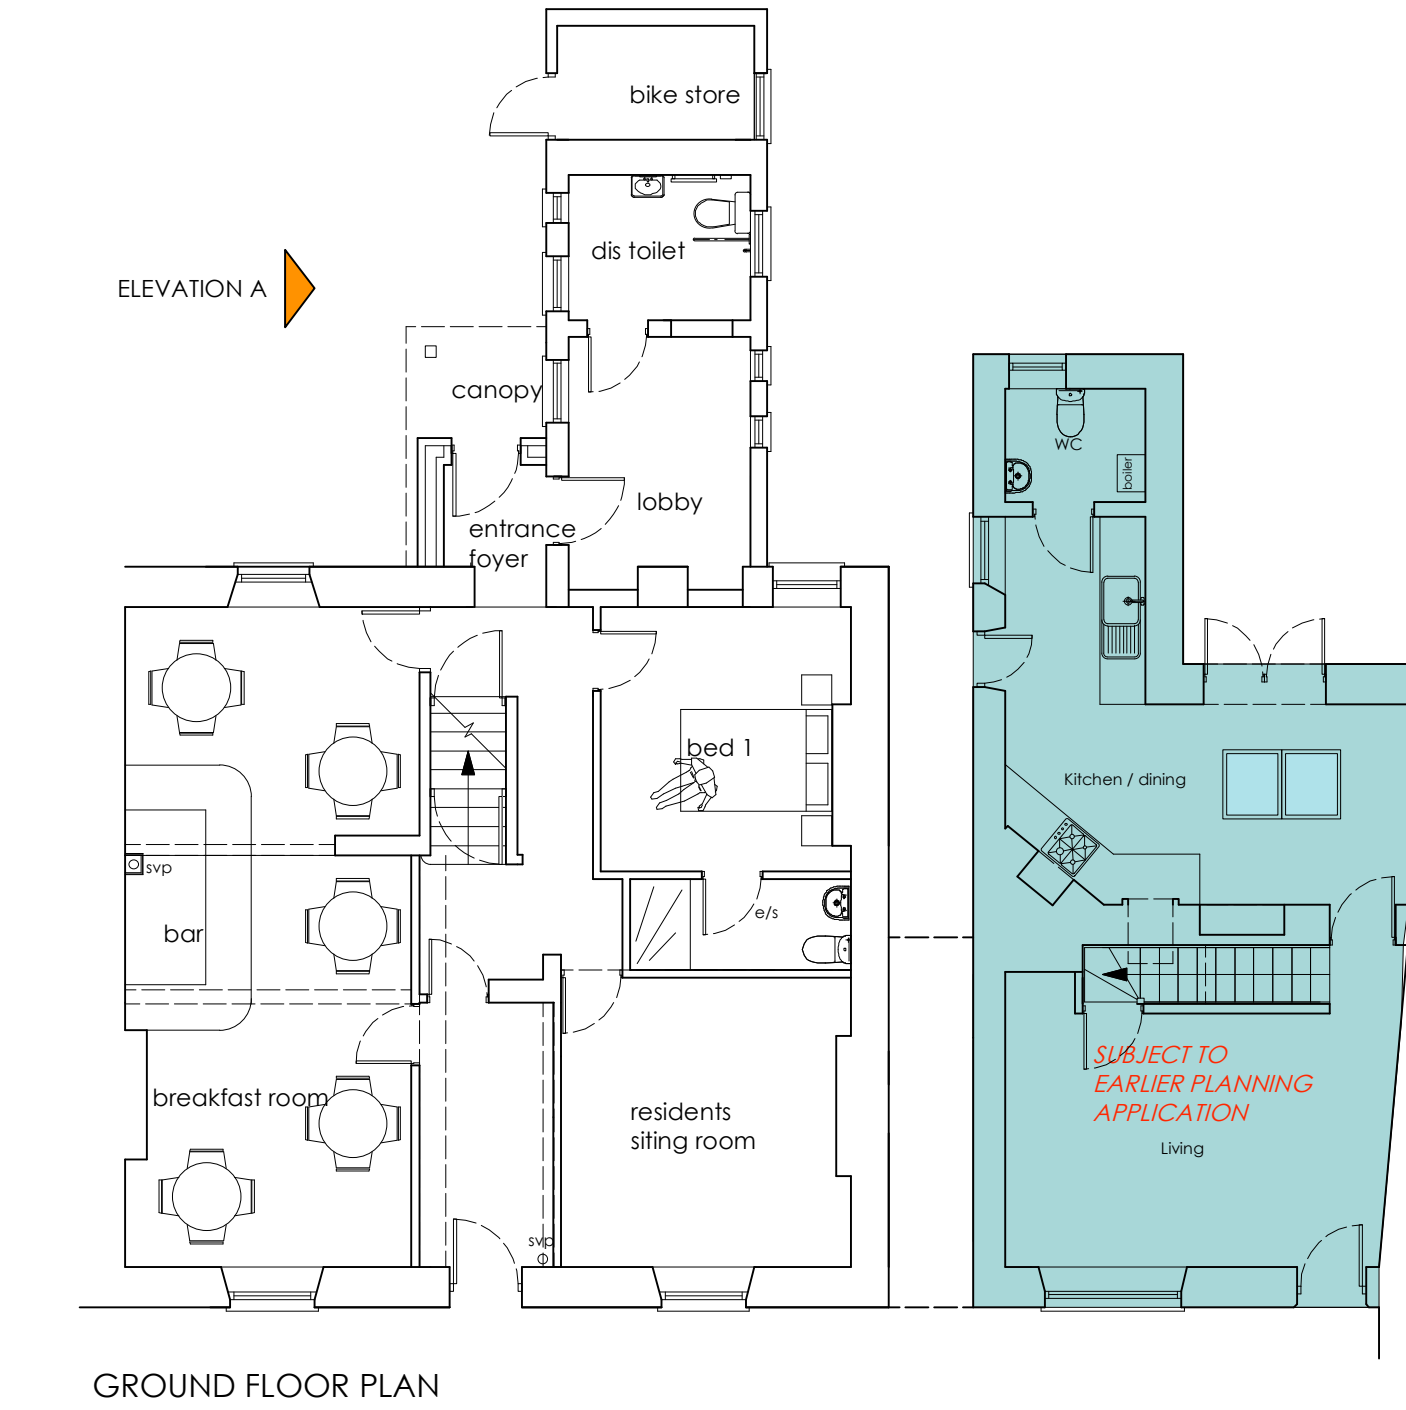 bike store
dis toilet
ELEVATION A
canopy
lobby
entrance
foyer
WC
boiler
bed 1
Kitchen / dining
svp
bar
e/s
SUBJECT TO
EARLIER PLANNING
APPLICATION
breakfast room
residents
siting room
Living
svp
GROUND FLOOR PLAN